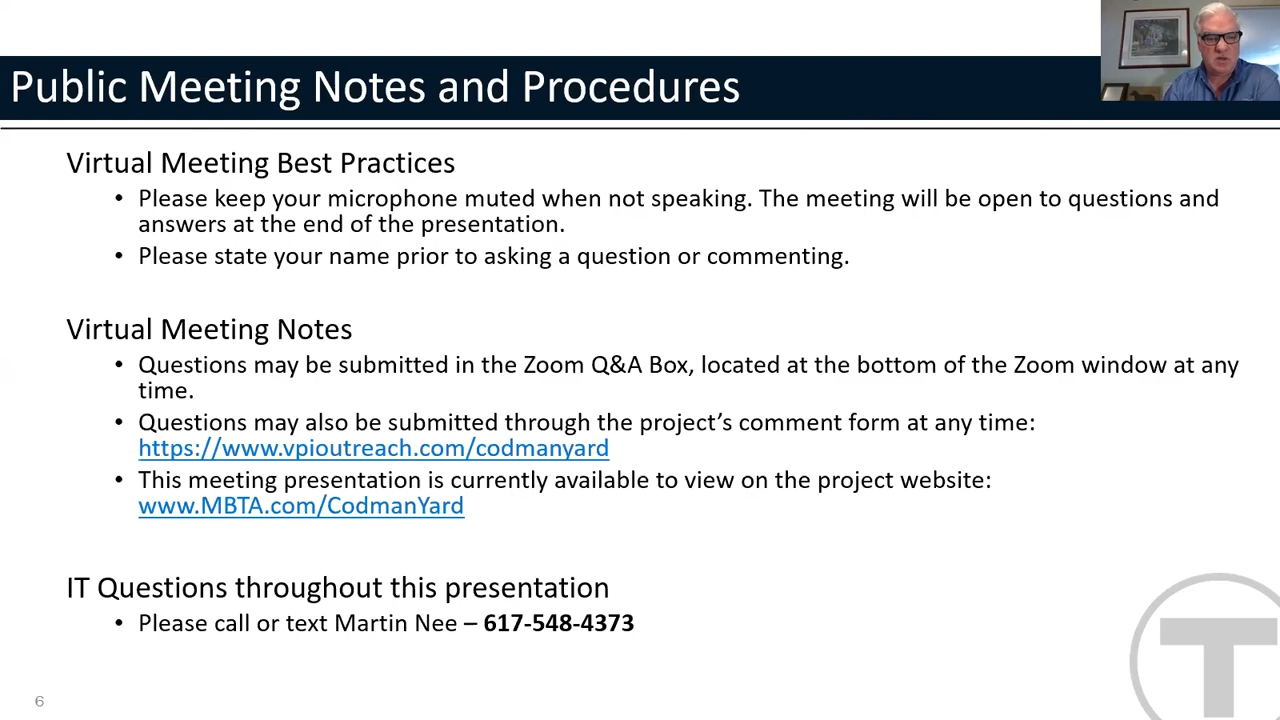 Public Meeting Notes and Procedures
Virtual Meeting Best Practices
• Please keep your microphone muted when not speaking. The meeting will be open to questions and
answers at the end of the presentation.
• Please state your name prior to asking a question or commenting.
Virtual Meeting Notes
• Questions may be submitted in the Zoom Q&A Box, located at the bottom of the Zoom window at any
time.
• Questions may also be submitted through the project's comment form at any time:
https://www.vpioutreach.com/codmanyard
• This meeting presentation is currently available to view on the project website:
www.MBTA.com/CodmanYard
IT Questions throughout this presentation
• Please call or text Martin Nee – 617-548-4373
T
6